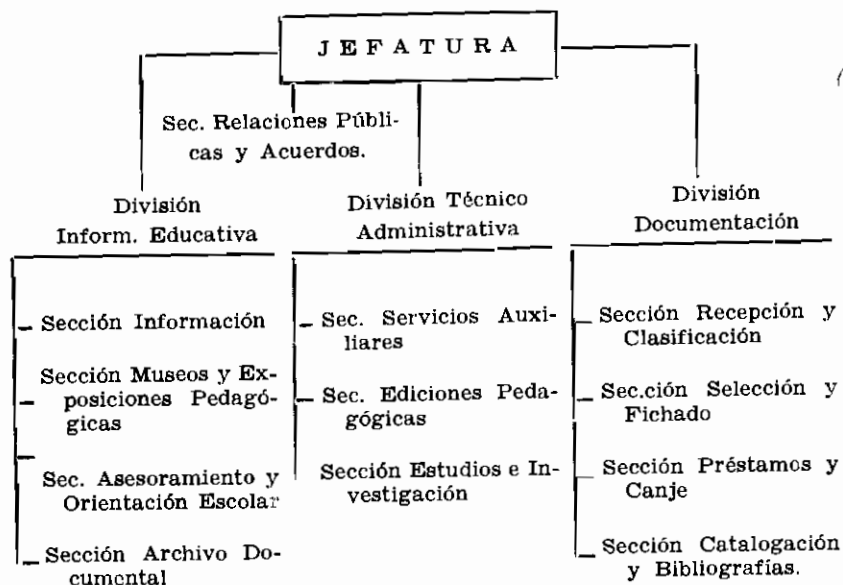 JEFATURA
Sec. Relaciones Públi-
cas y Acuerdos.
División
Inform. Educativa
División Técnico
Administrativa
División
Documentación
Sección Información
Sección Museos y Ex-
posiciones Pedagó-
gicas
Sec. Asesoramiento y
Orientación Escolar
Sección Archivo Do-
cumental
Sec. Servicios Auxi-
liares
Sec. Ediciones Peda-
gógicas
Sección Estudios e In-
vestigación
Sección Recepción y
Clasificación
Sec.ción Selección y
Fichado
Sección Préstamos y
Canje
Sección Catalogación
y Bibliografías.